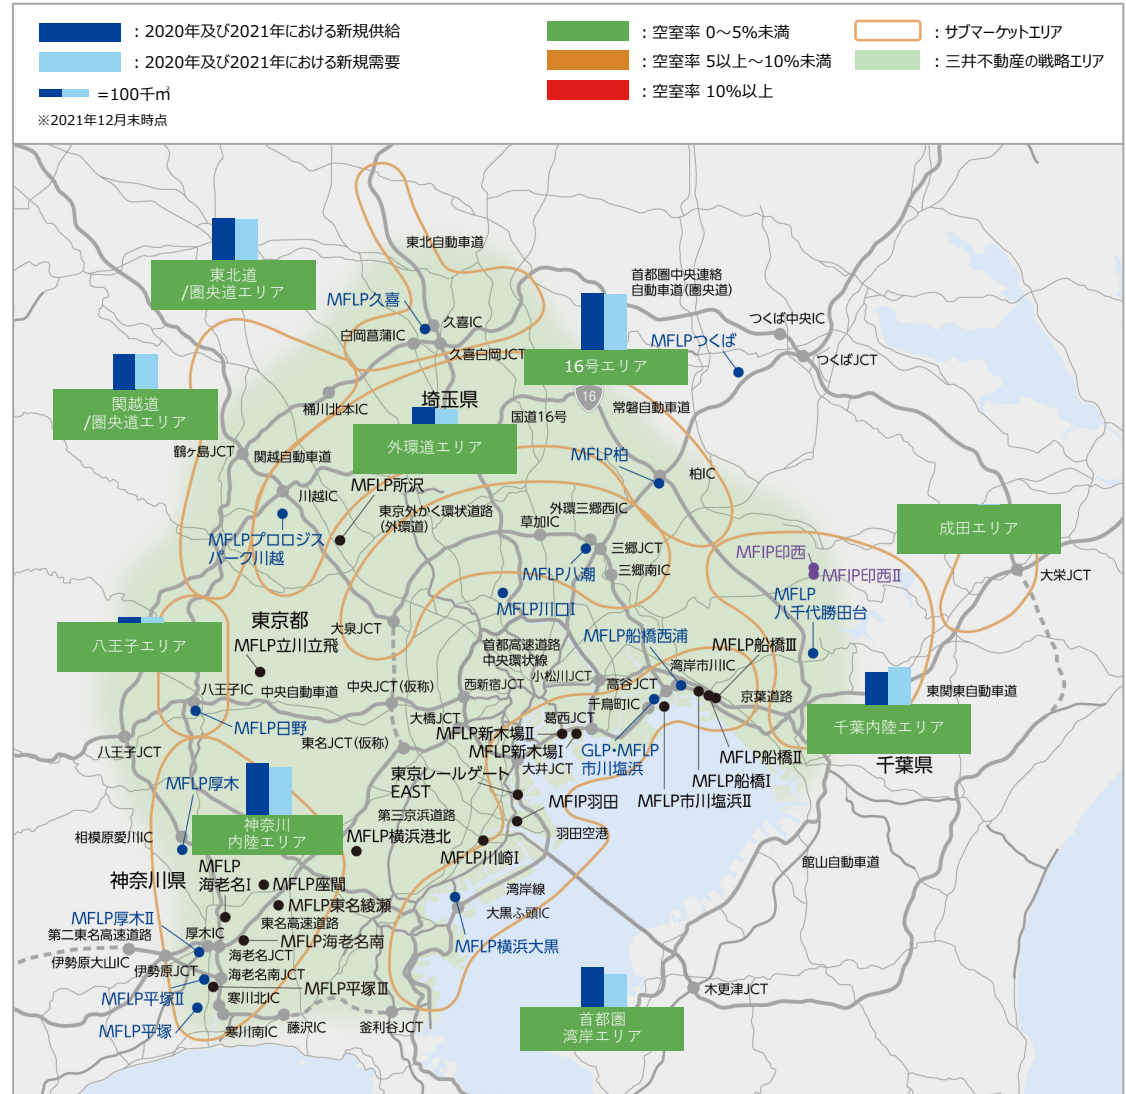 ：2020年及び2021年における新規供給
：2020年及び2021年における新規需要
=100千㎡
※2021年12月末時点
：空室率 0～5%未満
：空室率 5以上～10%未満
：空室率 10%以上
：サブマーケットエリア
：三井不動産の戦略エリア
東北自動車道
東北道
/圏央道エリア
首都圏中央連絡
自動車道(圏央道)
MFLP久喜
久喜IC
白岡菖蒲IC
久喜白岡JCT
つくば中央IC
MFLPつくば
つくばJCT
16号エリア
関越道
/圏央道エリア
埼玉県
桶川北本IC
国道16号
16
常磐自動車道
外環道エリア
鶴ヶ島JCT
関越自動車道
MFLP柏
柏IC
川越IC
MFLP所沢
東京外かく環状道路
(外環道)
外環三郷西IC
草加IC
成田エリア
MFLPプロロジス
パーク川越
三郷JCT
MFLP八潮
三郷南IC
MFIP印西
MFIP印西Ⅱ
大栄JCT
MFLP川口Ⅰ
MFLP
八千代勝田台
東京都
八王子エリア
大泉JCT
MFLP船橋西浦
MFLP立川立飛
首都高速道路
中央環状線
MFLP船橋Ⅲ
湾岸市川IC
小松川JCT
八王子IC
中央自動車道
中央JCT(仮称)
西新宿JCT
高谷JCT
京葉道路
東関東自動車道
千鳥町IC
MFLP日野
大橋JCT
葛西JCT
千葉内陸エリア
東名JCT(仮称)
MFLP新木場Ⅱ
MFLP新木場Ⅰ
GLP・MFLP
市川塩浜
八王子JCT
大井JCT
MFLP船橋Ⅱ
千葉県
MFLP船橋Ⅰ
MFLP厚木
東京レールゲート
EAST
MFIP羽田
MFLP市川塩浜Ⅱ
第三京浜道路
神奈川
内陸エリア
相模原愛川IC
MFLP横浜港北
羽田空港
MFLP川崎Ⅰ
館山自動車道
MFLP
海老名Ⅰ
神奈川県
MFLP座間
湾岸線
MFLP東名綾瀬
大黒ふ頭IC
MFLP厚木Ⅱ
東名高速道路
第二東名高速道路
厚木IC
MFLP海老名南
MFLP横浜大黒
海老名JCT
伊勢原大山IC
伊勢原JCT
海老名南JCT
MFLP平塚Ⅲ
木更津JCT
MFLP平塚Ⅱ
寒川北IC
MFLP平塚
寒川南IC
藤沢IC
釜利谷JCT
首都圏
湾岸エリア